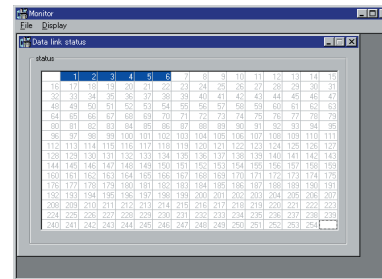 Monitor
File Display
Data link status
status
1 2 3 4 5 6 7 8 9 10 11 12 13 14 15
16 17 18 19 20 21 22 23 24 25 26 27 28 29 30 31
32 33 34 35 36 37 38 39 40 41 42 43 44 45 46 47
48 49 50 51 52 53 54 55 56 57 58 59 60 61 62 63
64 65 66 67 68 69 70 71 72 73 74 75 76 77 78 79
80 81 82 83 84 85 86 87 88 89 90 91 92 93 94 95
96 97 98 99 100 101 102 103 104 105 106 107 108 109 110 111
112 113 114 115 116 117 118 119 120 121 122 123 124 125 126 127
128 129 130 131 132 133 134 135 136 137 138 139 140 141 142 143
144 145 146 147 148 149 150 151 152 153 154 155 156 157 158 159
160 161 162 163 164 165 166 167 168 169 170 171 172 173 174 175
176 177 178 179 180 181 182 183 184 185 186 187 188 189 190 191
192 193 194 195 196 197 198 199 200 201 202 203 204 205 206 207
208 209 210 211 212 213 214 215 216 217 218 219 220 221 222 223
224 225 226 227 228 229 230 231 232 233 234 235 236 237 238 239
240 241 242 243 244 245 246 247 248 249 250 251 252 253 254